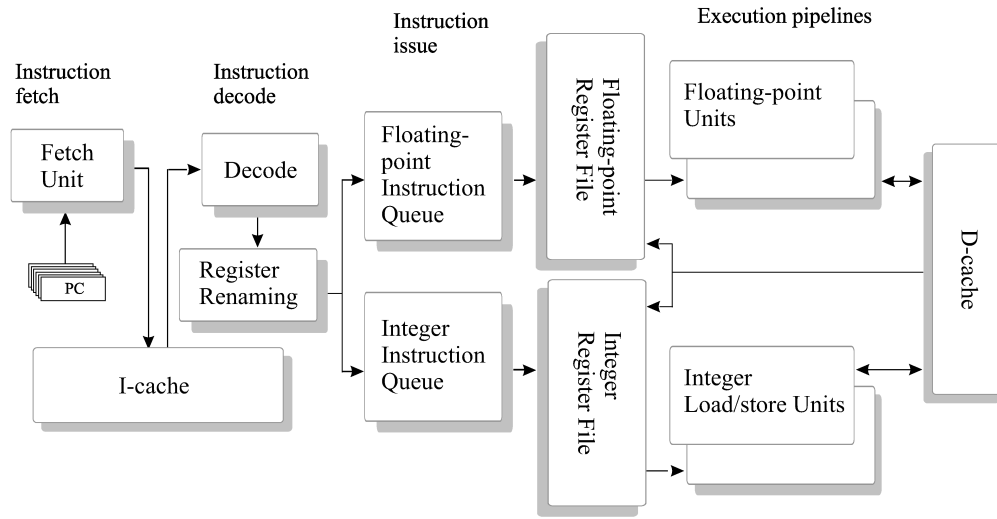 Instruction
fetch
Fetch
Unit
PC
I-cache
Instruction
decode
Decode
Register
Renaming
Instruction
issue
Floating-
point
Instruction
Queue
Integer
Instruction
Queue
Floating-point
Register File
Integer
Register File
Execution pipelines
Floating-point
Units
Integer
Load/store Units
D-cache